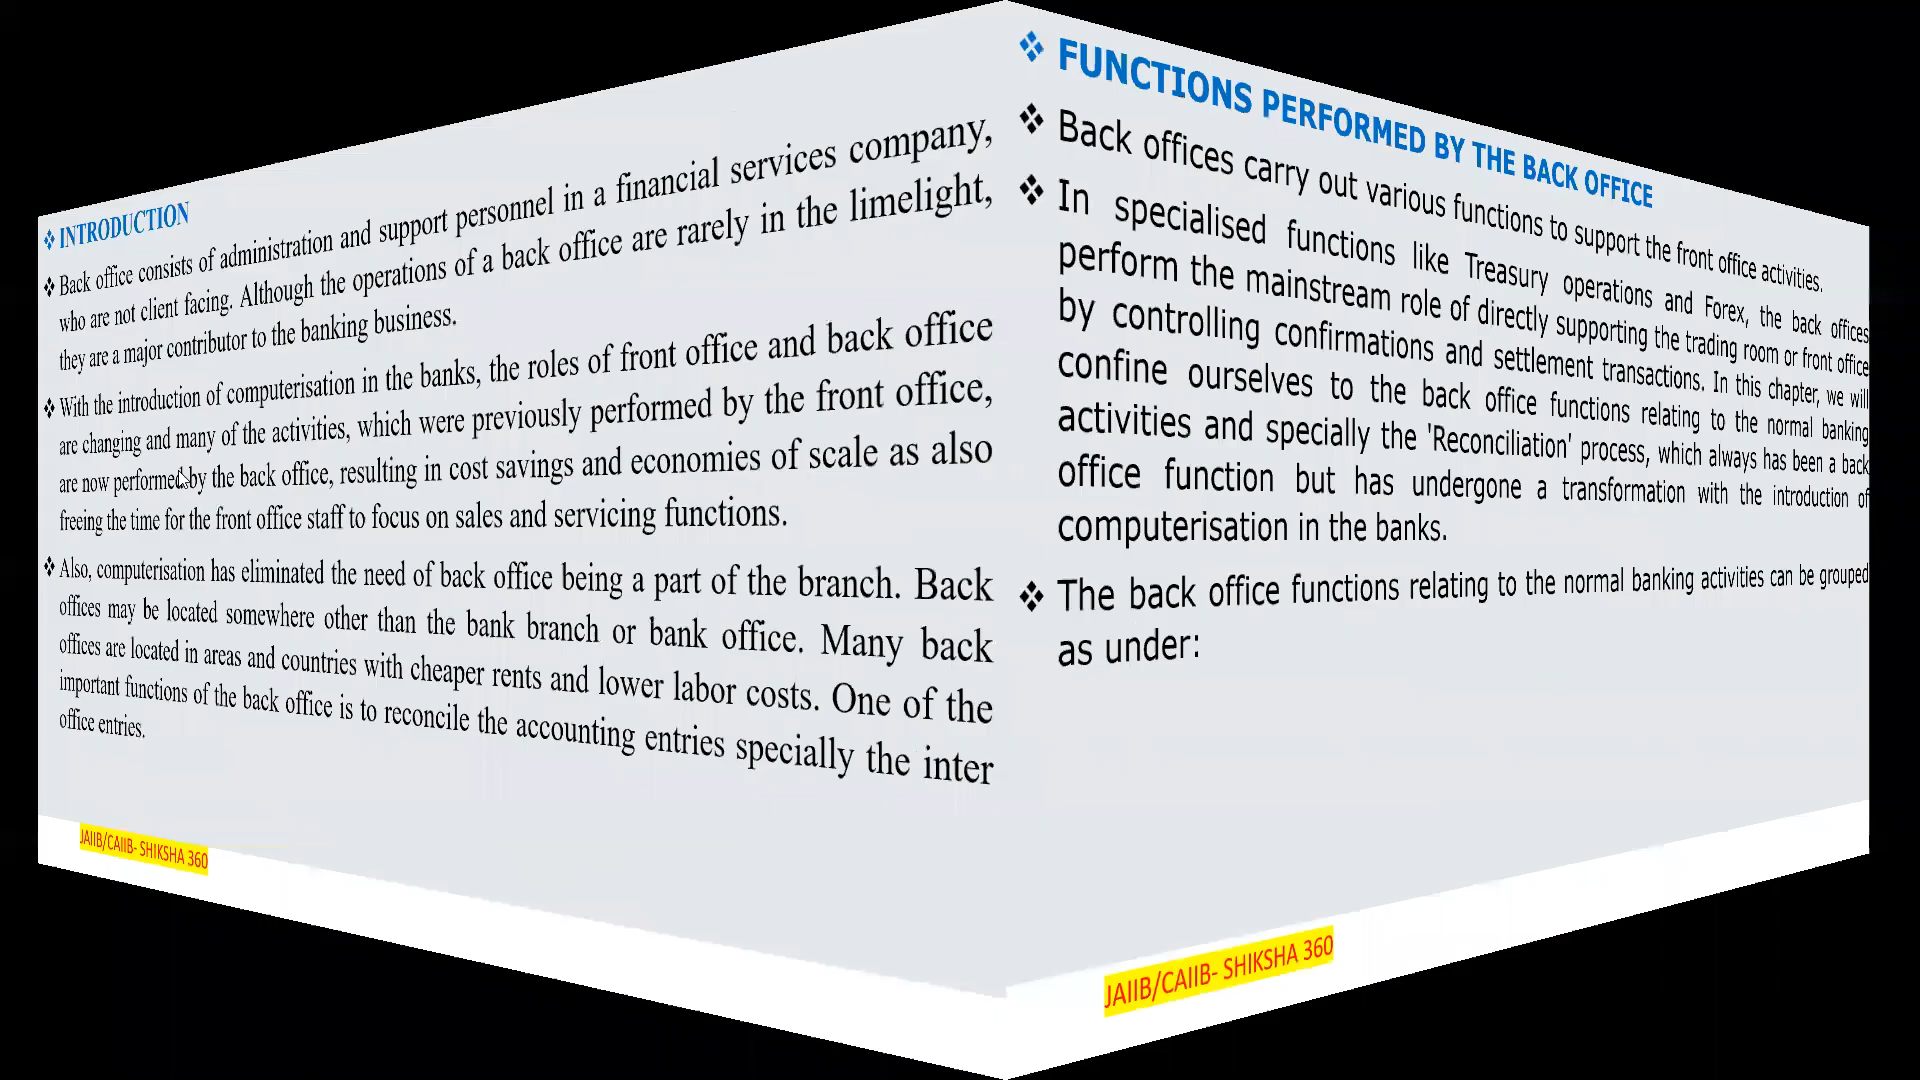 ❖ INTRODUCTION
❖ Back office consists of administration and support personnel in a financial services company,
who are not client facing. Although the operations of a back office are rarely in the limelight,
they are a major contributor to the banking business.
❖ With the introduction of computerisation in the banks, the roles of front office and back office
are changing and many of the activities, which were previously performed by the front office,
are now performed by the back office, resulting in cost savings and economies of scale as also
freeing the time for the front office staff to focus on sales and servicing functions.
❖ Also, computerisation has eliminated the need of back office being a part of the branch. Back
offices may be located somewhere other than the bank branch or bank office. Many back
offices are located in areas and countries with cheaper rents and lower labor costs. One of the
important functions of the back office is to reconcile the accounting entries specially the inter
office entries.
JAIIB/CAIIB- SHIKSHA 360
❖ FUNCTIONS PERFORMED BY THE BACK OFFICE
❖ Back offices carry out various functions to support the front office activities.
❖ In specialised functions like Treasury operations and Forex, the back offices
perform the mainstream role of directly supporting the trading room or front office
by controlling confirmations and settlement transactions. In this chapter, we will
confine ourselves to the back office functions relating to the normal banking
activities and specially the 'Reconciliation' process, which always has been a back
office function but has undergone a transformation with the introduction of
computerisation in the banks.
❖ The back office functions relating to the normal banking activities can be grouped
as under:
JAIIB/CAIIB- SHIKSHA 360